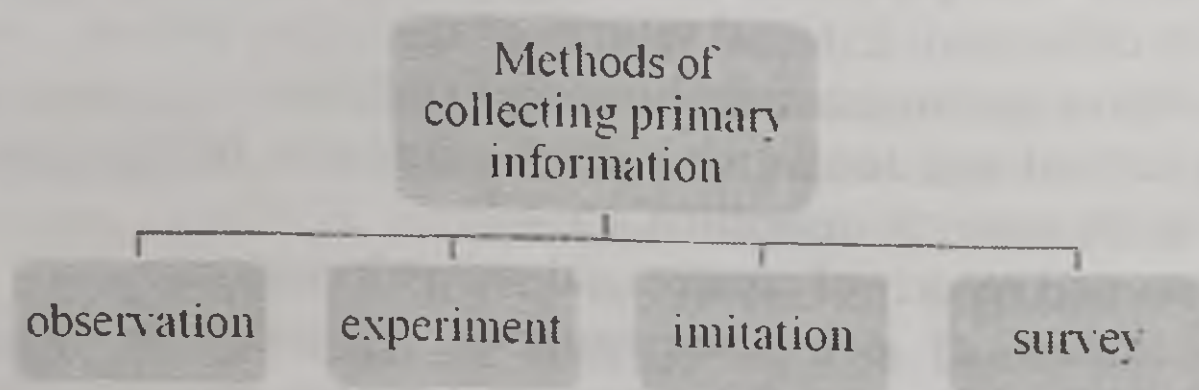 Methods of
collecting primary
information
observation
experiment
imitation
survey